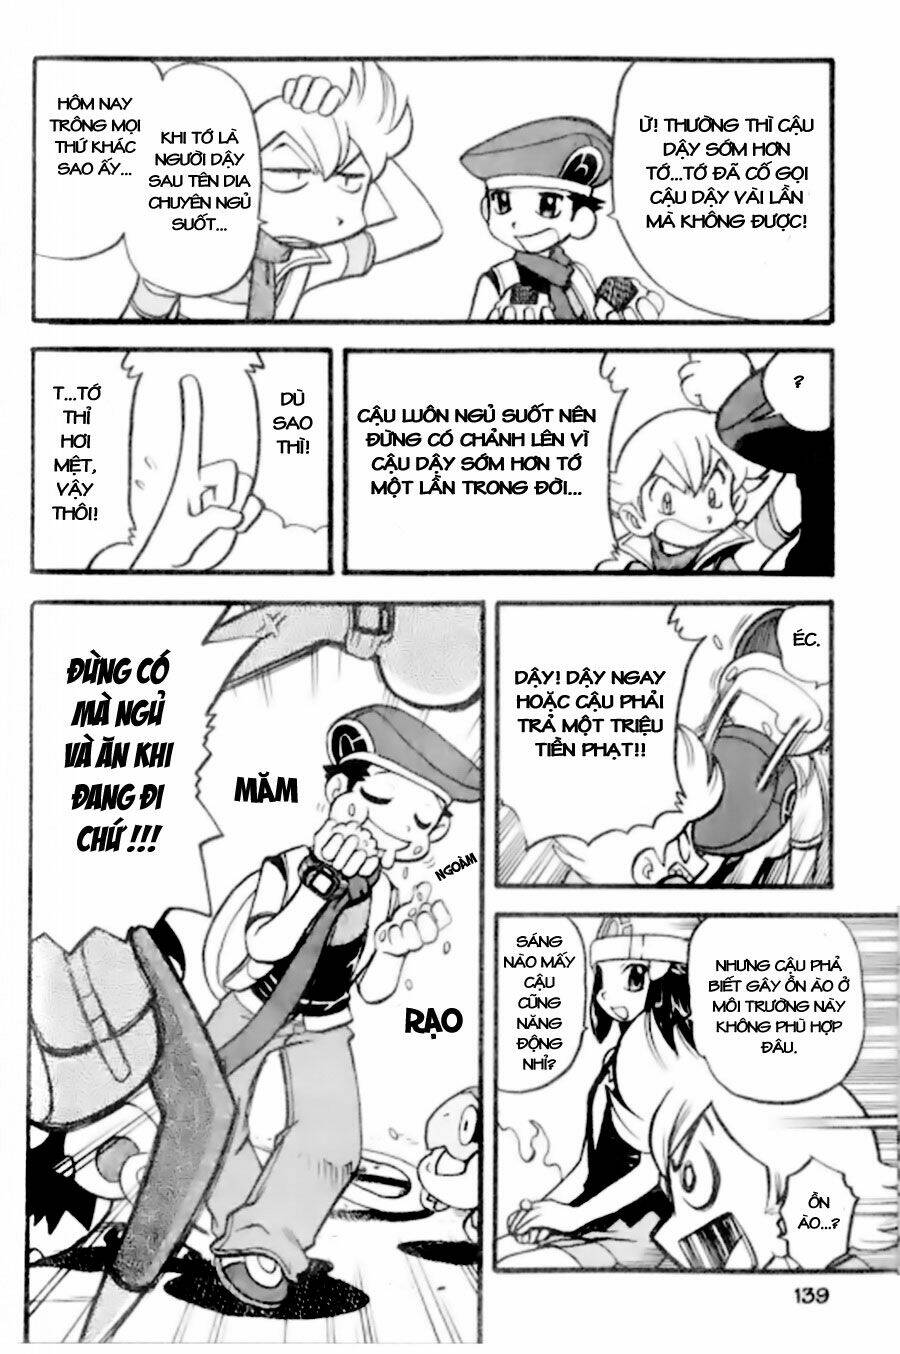 Ừ! THƯỜNG THÌ CẬU
DẬY SỚM HƠN
TỚ...TỚ ĐÃ CỐ GỌI
CẬU DẬY VÀI LẦN
MÀ KHÔNG ĐƯỢC!
KHI TỚ LÀ
NGƯỜI DẬY
SAU TÊN DIA
CHUYÊN NGỦ
SUỐT...
HÔM NAY
TRÔNG MỌI
THỨ KHÁC
SAO ẤY...
?
CẬU LUÔN NGỦ SUỐT NÊN
ĐỪNG CÓ CHẢNH LÊN VÌ
CẬU DẬY SỚM HƠN TỚ
MỘT LẦN TRONG ĐỜI...
DÙ
SAO
THÌ!
T...TỚ
THỈ
HƠI
MỆT,
VẬY
THÔI!
ÉC.
DẬY! DẬY NGAY
HOẶC CẬU PHẢI
TRẢ MỘT TRIỆU
TIỀN PHẠT!!
ĐỪNG CÓ
MÀ NGỦ
VÀ ĂN KHI
ĐANG ĐI
CHỨ !!!
MĂM
NGOÀM
RẠO
NHƯNG CẬU PHẢ
BIẾT GÂY ỒN ÀO Ở
MÔI TRƯỜNG NÀY
KHÔNG PHÙ HỢP
ĐÂU.
SÁNG
NÀO MẤY
CẬU
CŨNG
NĂNG
ĐỘNG
NHỈ?
ỒN
ÀO...?
139